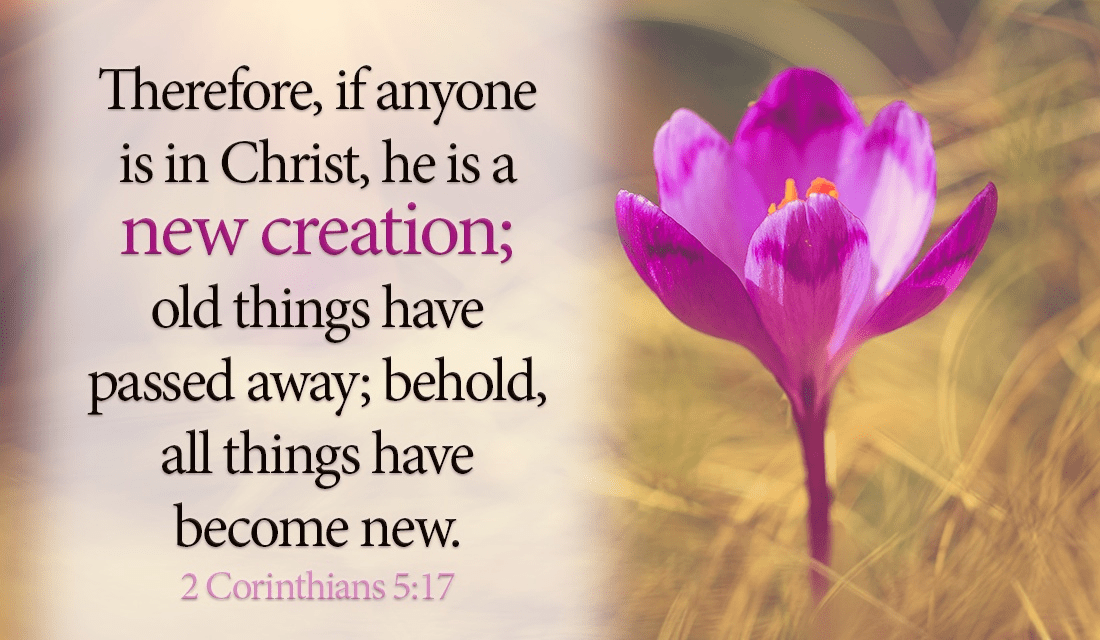 Therefore, if anyone
is in Christ, he is a
new creation;
old things have
passed away; behold,
all things have
become new.
2 Corinthians 5:17